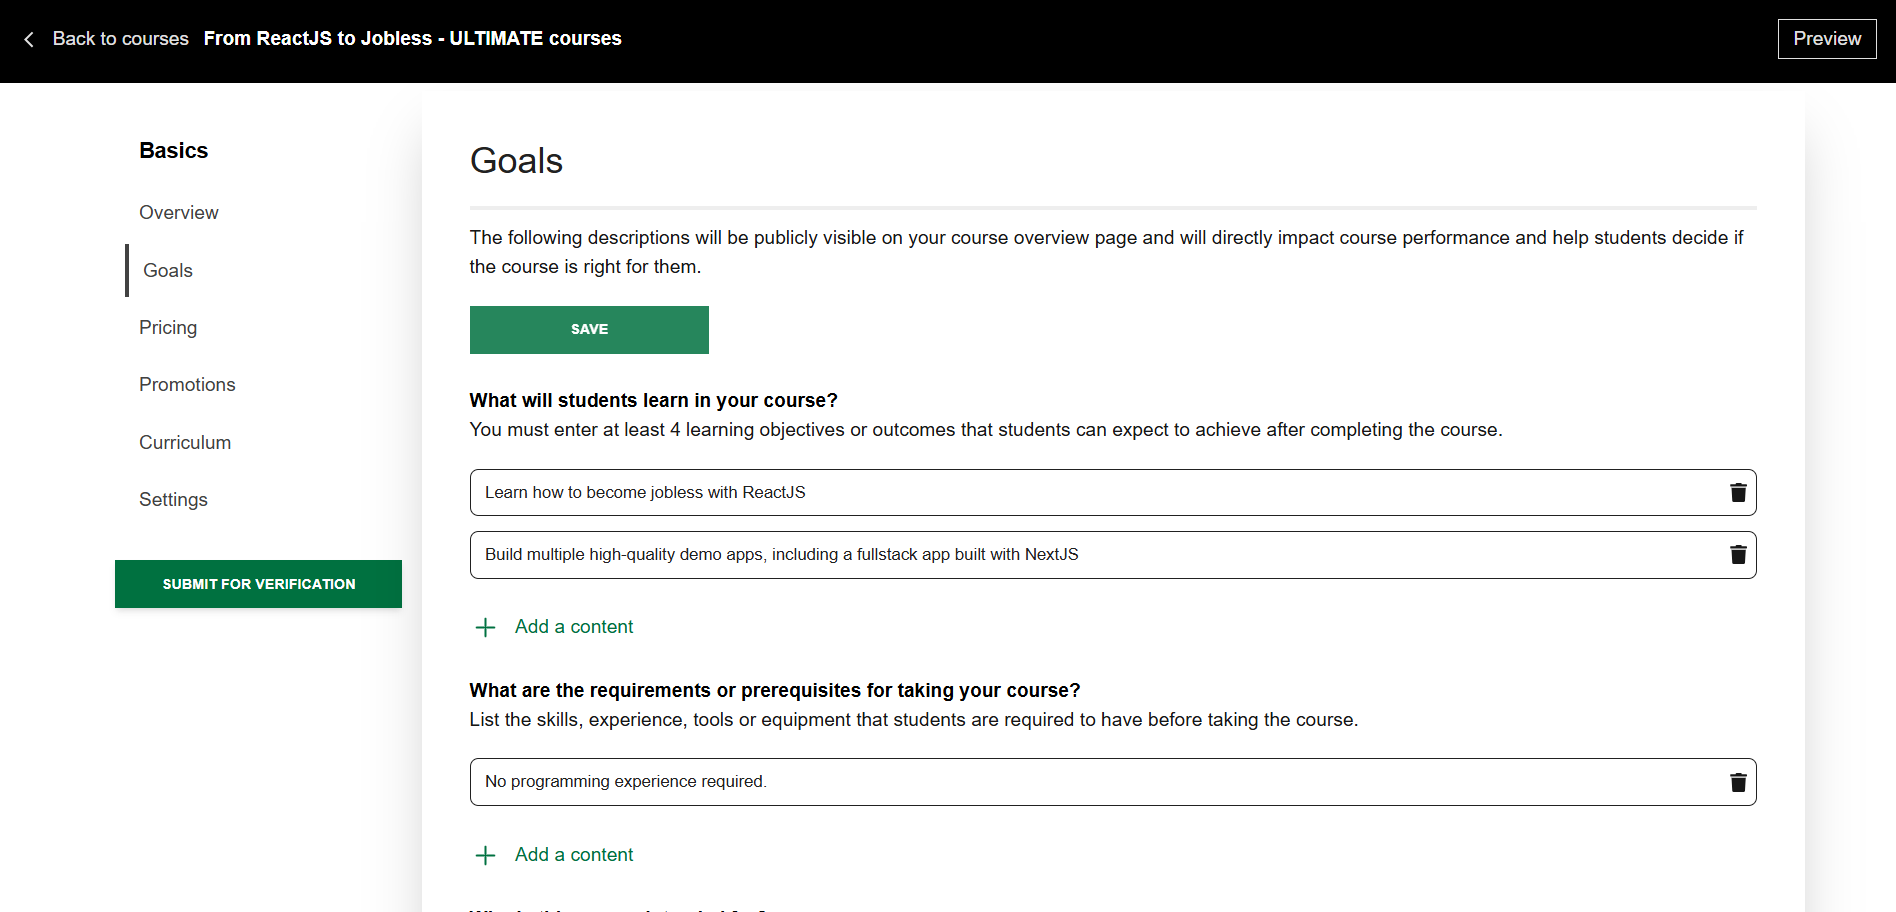 Back to courses From ReactJS to Jobless - ULTIMATE courses
Preview
Basics
Overview
Goals
Pricing
Promotions
Curriculum
Settings
SUBMIT FOR VERIFICATION
Goals
The following descriptions will be publicly visible on your course overview page and will directly impact course performance and help students decide if
the course is right for them.
SAVE
What will students learn in your course?
You must enter at least 4 learning objectives or outcomes that students can expect to achieve after completing the course.
Learn how to become jobless with ReactJS
Build multiple high-quality demo apps, including a fullstack app built with NextJS
Add a content
What are the requirements or prerequisites for taking your course?
List the skills, experience, tools or equipment that students are required to have before taking the course.
No programming experience required.
Add a content